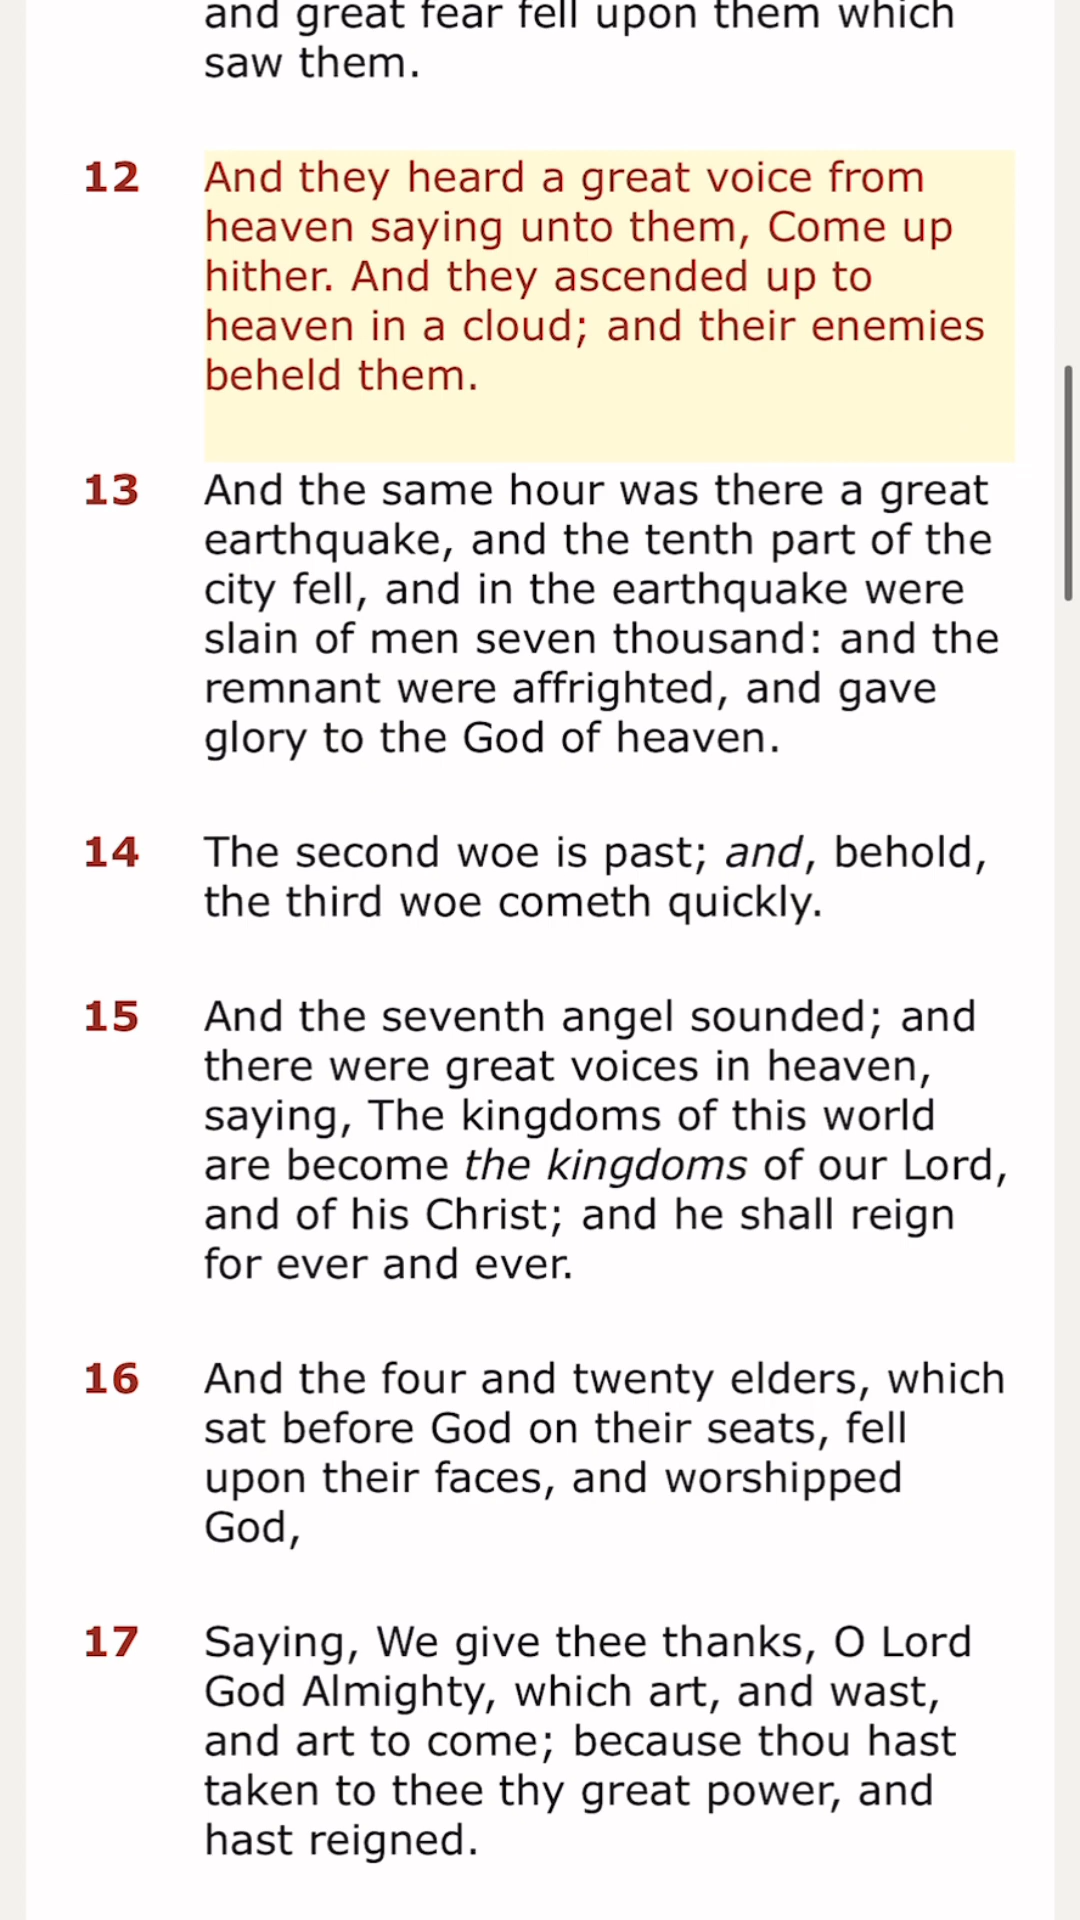 and great fear fell upon them which
saw them.
12 And they heard a great voice from
heaven saying unto them, Come up
hither. And they ascended up to
heaven in a cloud; and their enemies
beheld them.
13 And the same hour was there a great
earthquake, and the tenth part of the
city fell, and in the earthquake were
slain of men seven thousand: and the
remnant were affrighted, and gave
glory to the God of heaven.
14 The second woe is past; and, behold,
the third woe cometh quickly.
15 And the seventh angel sounded; and
there were great voices in heaven,
saying, The kingdoms of this world
are become the kingdoms of our Lord,
and of his Christ; and he shall reign
for ever and ever.
16 And the four and twenty elders, which
sat before God on their seats, fell
upon their faces, and worshipped
God,
17 Saying, We give thee thanks, O Lord
God Almighty, which art, and wast,
and art to come; because thou hast
taken to thee thy great power, and
hast reigned.